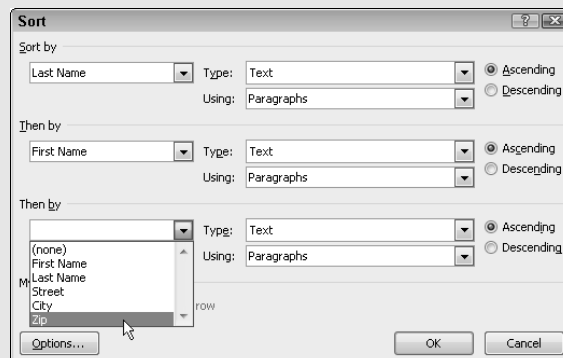 Sort
Sort by
Last Name Type: Text Ascending
Using: Paragraphs Descending
Then by
First Name Type: Text Ascending
Using: Paragraphs Descending
Then by
Type: Text Ascending
(none) Using: Paragraphs Descending
First Name
Last Name
Street
City row
Zip
Options... OK Cancel